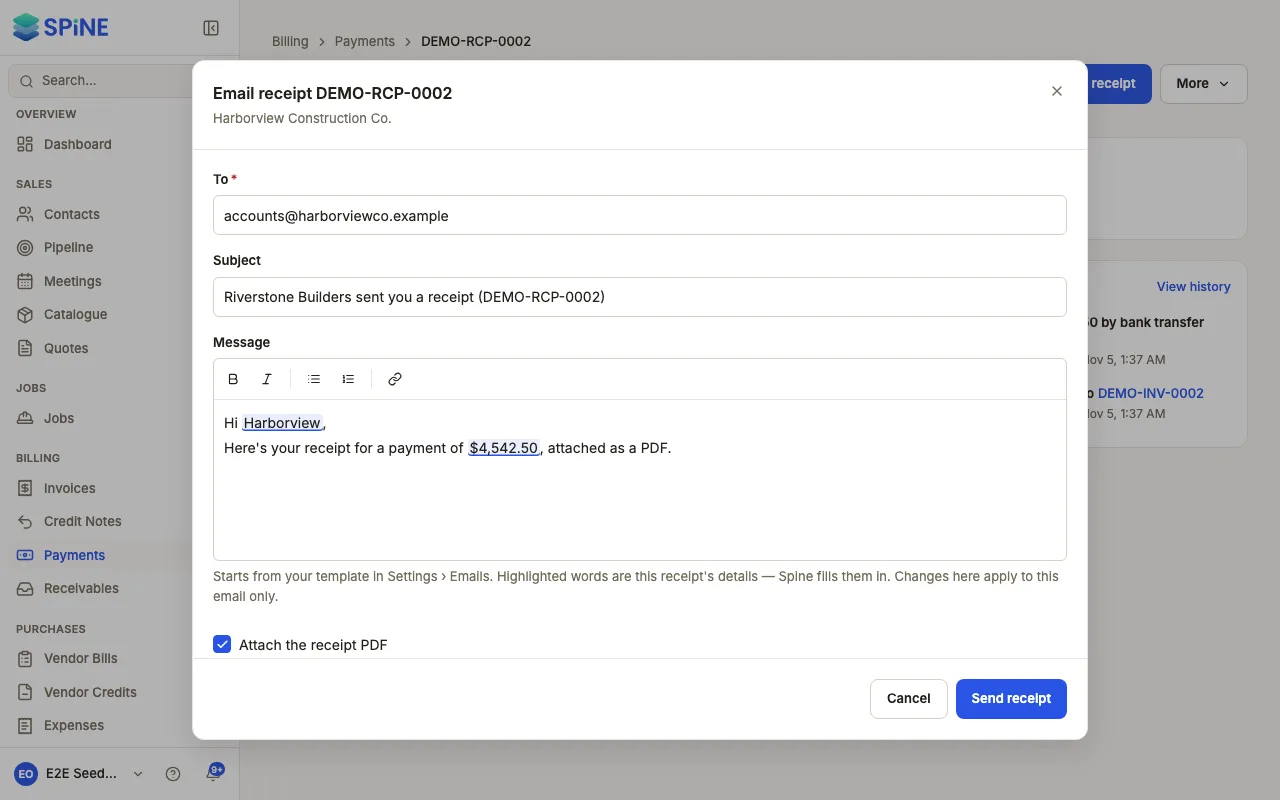 SPiNE
Search...
OVERVIEW
Dashboard
SALES
Contacts
Pipeline
Meetings
Catalogue
Quotes
JOBS
Jobs
BILLING
Invoices
Credit Notes
Payments
Receivables
PURCHASES
Vendor Bills
Vendor Credits
Expenses
EO E2E Seed...
9+
Billing > Payments > DEMO-RCP-0002
receipt
More
View history
0 by bank transfer
ov 5, 1:37 AM
o DEMO-INV-0002
ov 5, 1:37 AM
Email receipt DEMO-RCP-0002
Harborview Construction Co.
To *
accounts@harborviewco.example
Subject
Riverstone Builders sent you a receipt (DEMO-RCP-0002)
Message
Hi Harborview,
Here's your receipt for a payment of $4,542.50, attached as a PDF.
Starts from your template in Settings › Emails. Highlighted words are this receipt's details — Spine fills them in. Changes here apply to this
email only.
Attach the receipt PDF
Cancel
Send receipt